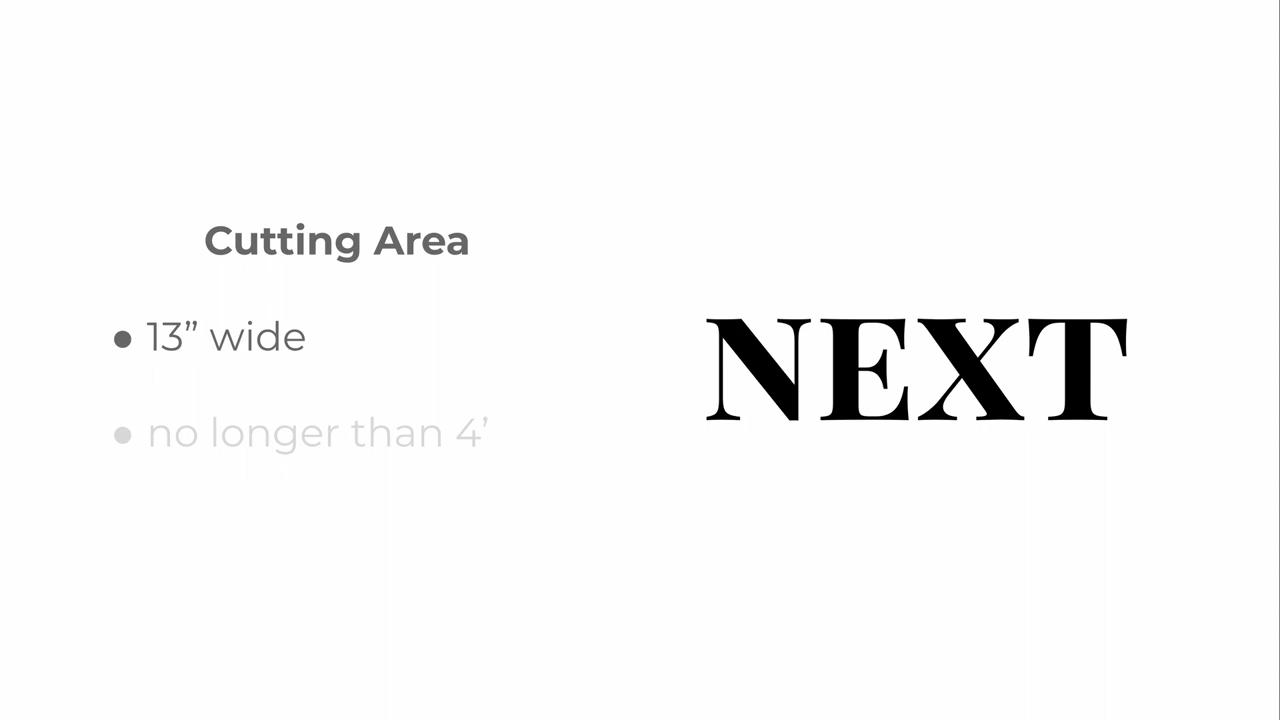 Cutting Area
● 13” wide
● no longer than 4’
NEXT